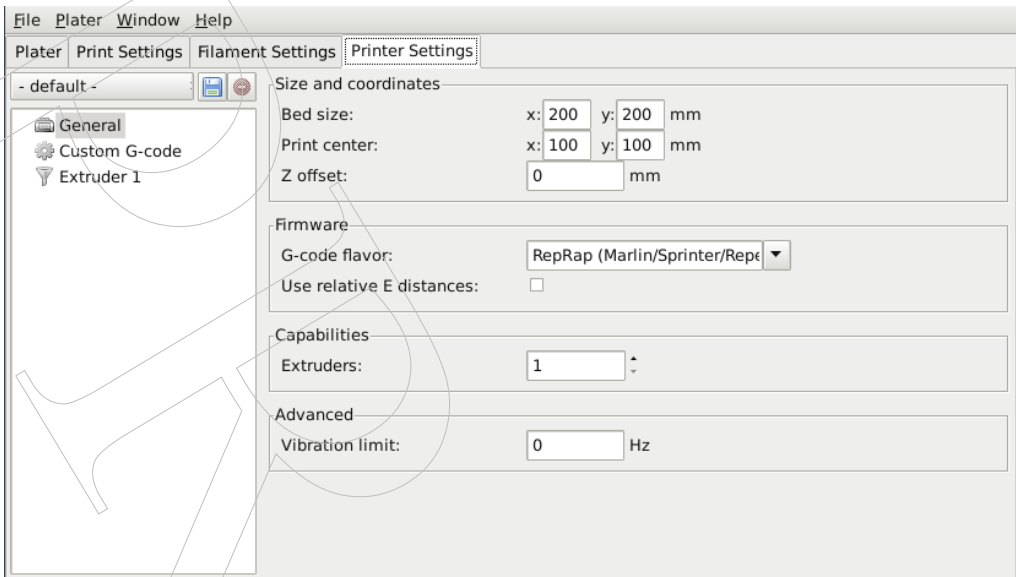 File Plater Window Help
Plater Print Settings Filament Settings Printer Settings
- default -
General
Custom G-code
Extruder 1
Size and coordinates
Bed size: x: 200 y: 200 mm
Print center: x: 100 y: 100 mm
Z offset: 0 mm
Firmware
G-code flavor: RepRap (Marlin/Sprinter/Repe
Use relative E distances:
Capabilities
Extruders: 1
Advanced
Vibration limit: 0 Hz